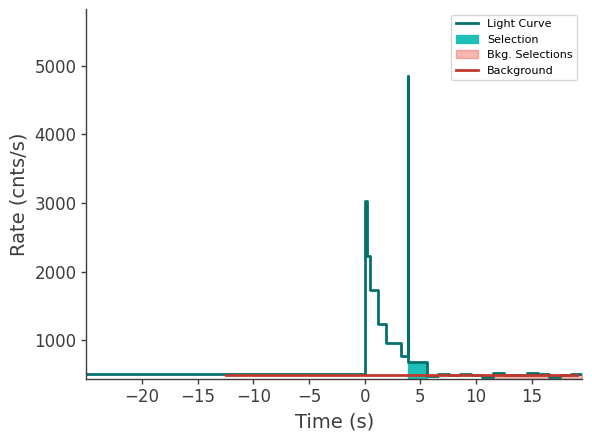 Light Curve
Selection
Bkg. Selections
Background
Rate (cnts/s)
5000
4000
3000
2000
1000
−20 −15 −10 −5 0 5 10 15
Time (s)